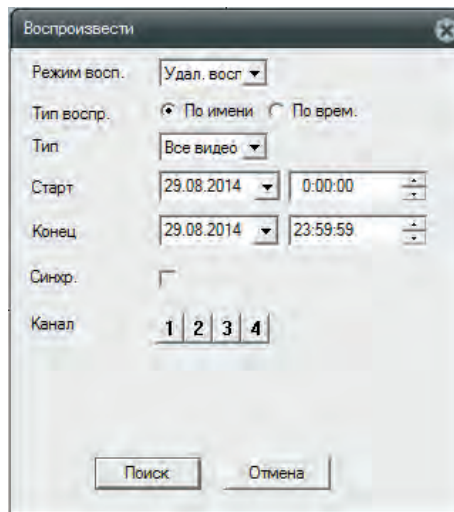 Воспроизвести
Режим восп. Удал. восг
Тип воспр. По имени По врем.
Тип Все видео
Старт 29.08.2014 0:00:00
Конец 29.08.2014 23:59:59
Синхр.
Канал 1 2 3 4
Поиск Отмена